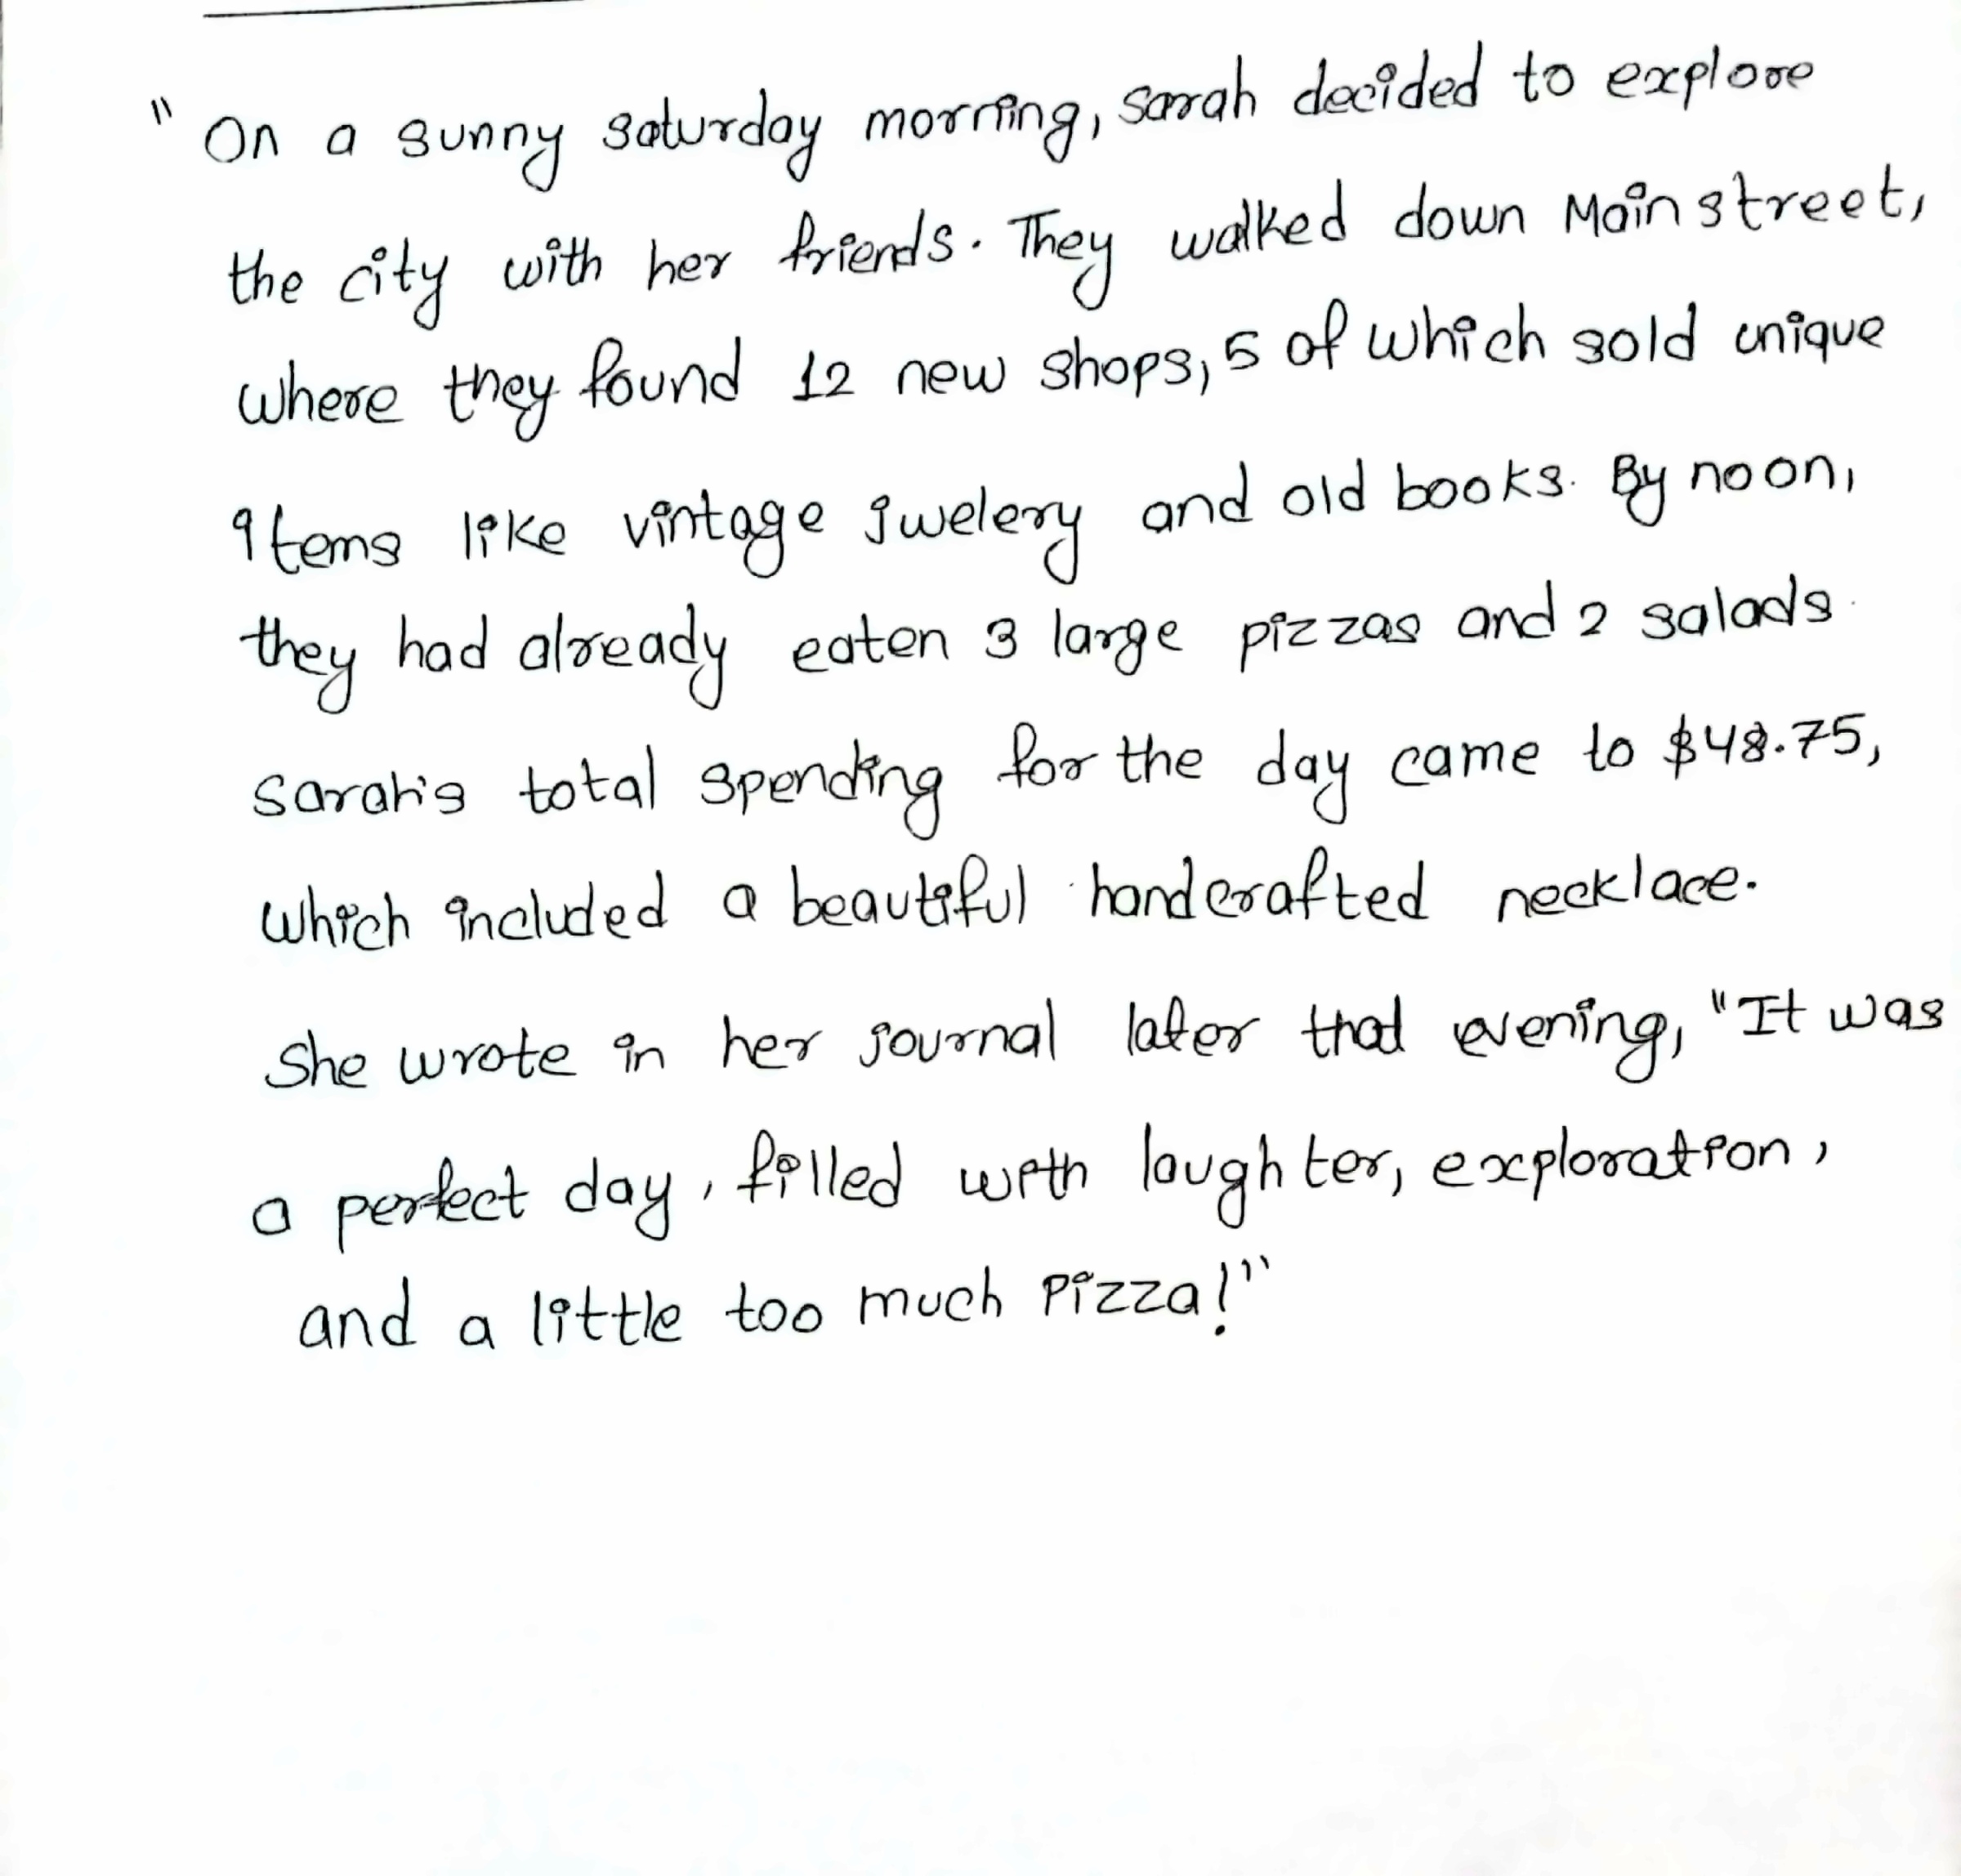 "On a sunny saturday morning, sarah decided to explore
the city with her friends. They walked down Main street,
where they found 12 new shops, 5 of which sold unique
items like vintage jwelery and old books. By noon,
they had already eaten 3 large pizzas and 2 salads.
sarah's total spending for the day came to $48.75,
which included a beautiful handcrafted necklace.
She wrote in her journal later that evening, "It was
a perfect day, filled with laughter, exploration,
and a little too much Pizza!"